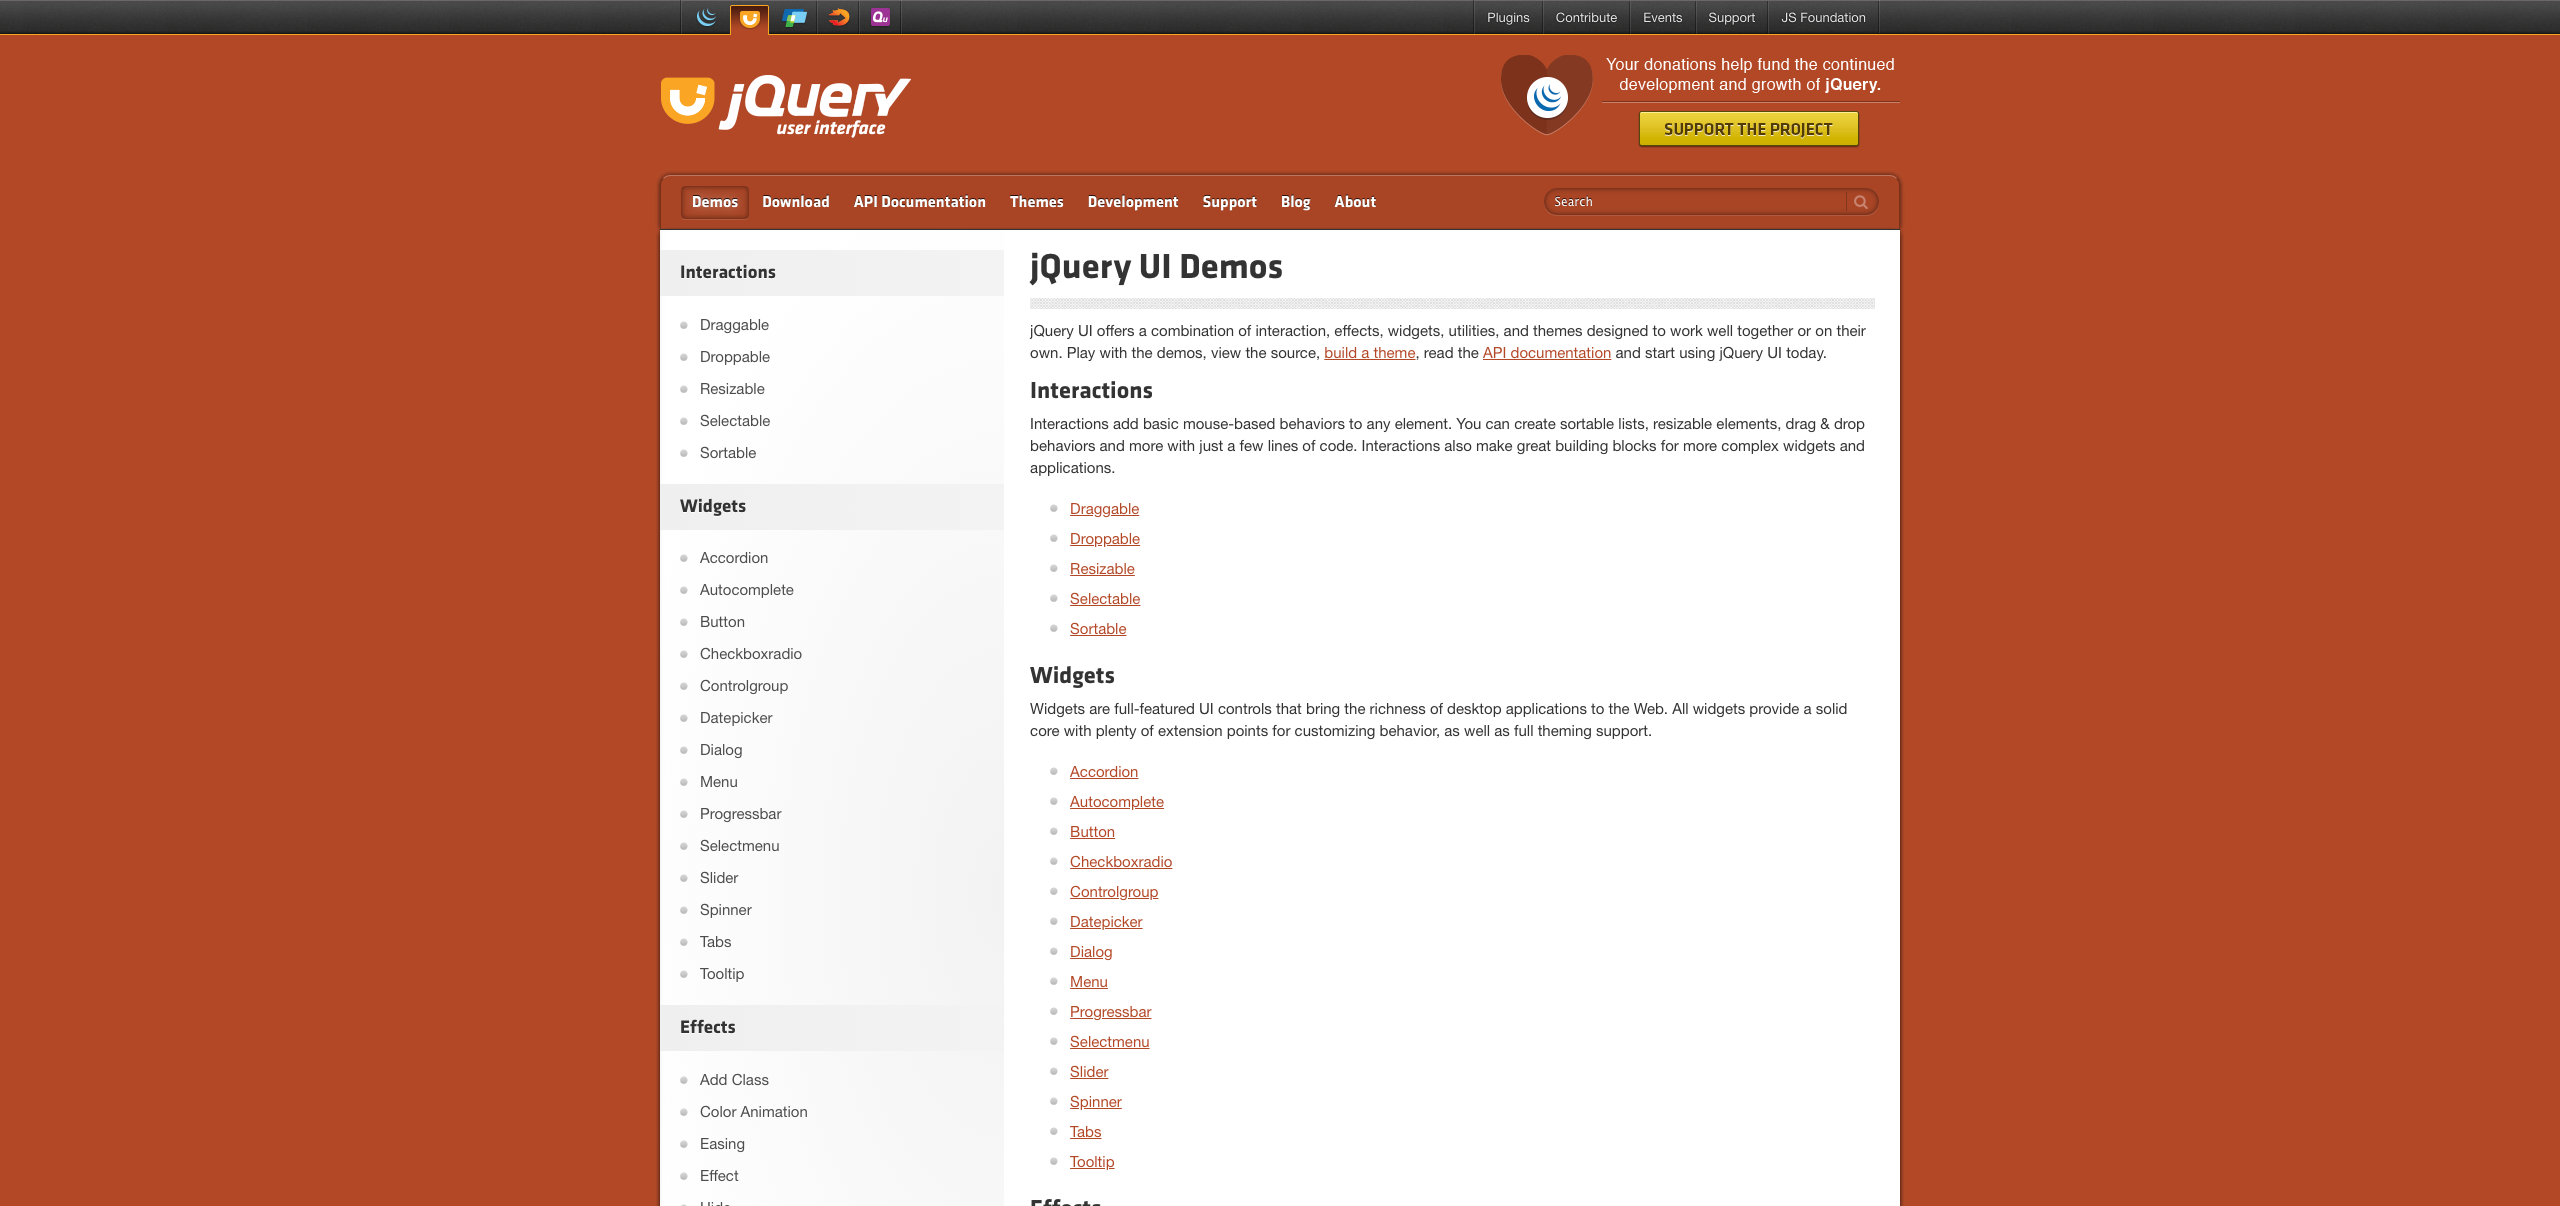 Qu
Plugins
Contribute
Events
Support
JS Foundation
jQuery
user interface
Your donations help fund the continued
development and growth of jQuery.
SUPPORT THE PROJECT
Demos
Download
API Documentation
Themes
Development
Support
Blog
About
Search
Interactions
Draggable
Droppable
Resizable
Selectable
Sortable
Widgets
Accordion
Autocomplete
Button
Checkboxradio
Controlgroup
Datepicker
Dialog
Menu
Progressbar
Selectmenu
Slider
Spinner
Tabs
Tooltip
Effects
Add Class
Color Animation
Easing
Effect
jQuery UI Demos
jQuery UI offers a combination of interaction, effects, widgets, utilities, and themes designed to work well together or on their
own. Play with the demos, view the source, build a theme, read the API documentation and start using jQuery UI today.
Interactions
Interactions add basic mouse-based behaviors to any element. You can create sortable lists, resizable elements, drag & drop
behaviors and more with just a few lines of code. Interactions also make great building blocks for more complex widgets and
applications.
Draggable
Droppable
Resizable
Selectable
Sortable
Widgets
Widgets are full-featured UI controls that bring the richness of desktop applications to the Web. All widgets provide a solid
core with plenty of extension points for customizing behavior, as well as full theming support.
Accordion
Autocomplete
Button
Checkboxradio
Controlgroup
Datepicker
Dialog
Menu
Progressbar
Selectmenu
Slider
Spinner
Tabs
Tooltip